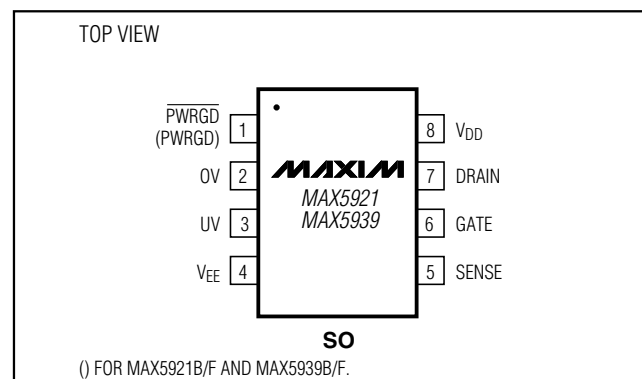 TOP VIEW
PWRGD
(PWRGD)
1
OV
2
UV
3
VEE
4
MAXIM
MAX5921
MAX5939
8
VDD
7
DRAIN
6
GATE
5
SENSE
SO
() FOR MAX5921B/F AND MAX5939B/F.